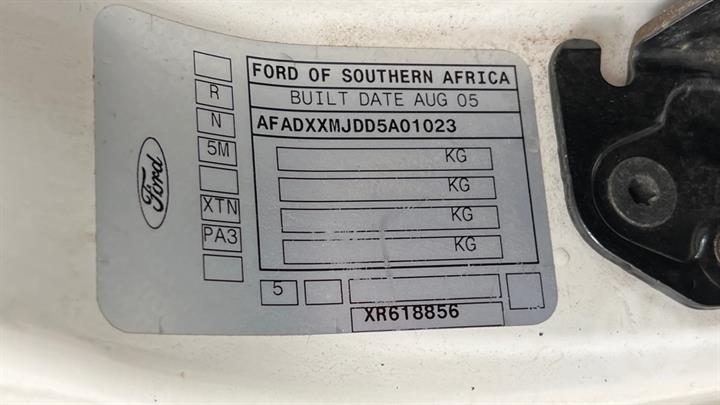 FORD OF SOUTHERN AFRICA
BUILT DATE AUG 05
AFADXXMJDD5A01023
KG
KG
KG
KG
R
N
5M
XTN
PA3
Ford
5
XR618856